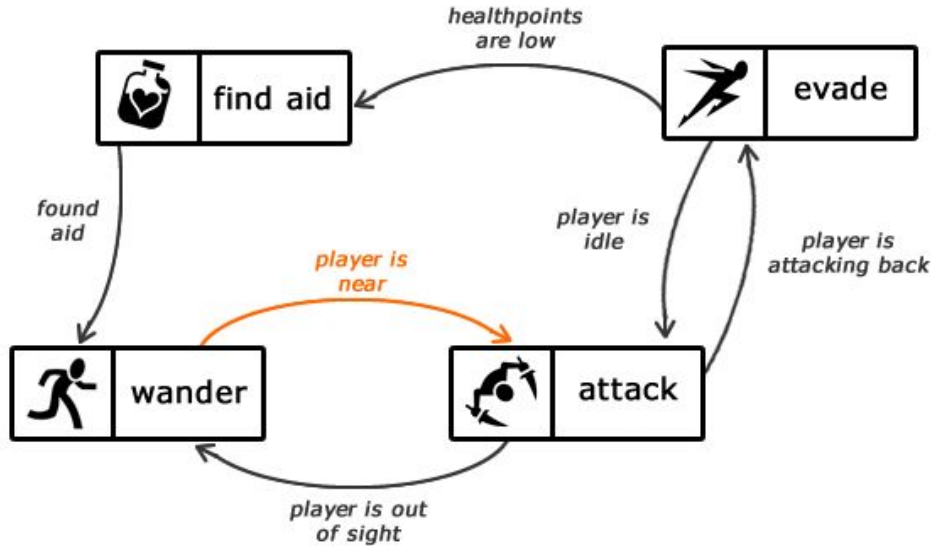 healthpoints
are low
find aid
evade
found
aid
player is
idle
player is
attacking back
player is
near
wander
attack
player is out
of sight